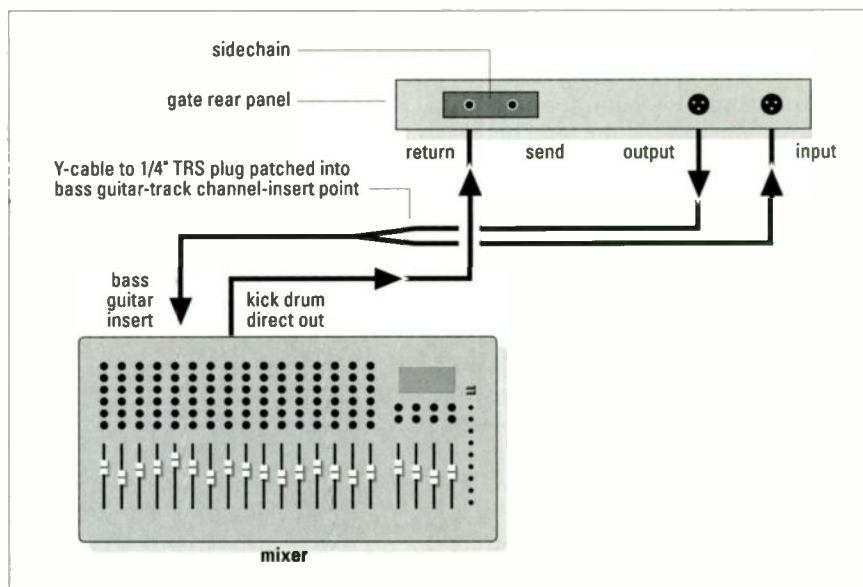 sidechain
gate rear panel
return
send
output
input
Y-cable to 1/4" TRS plug patched into
bass guitar-track channel-insert point
bass
guitar
insert
kick drum
direct out
mixer